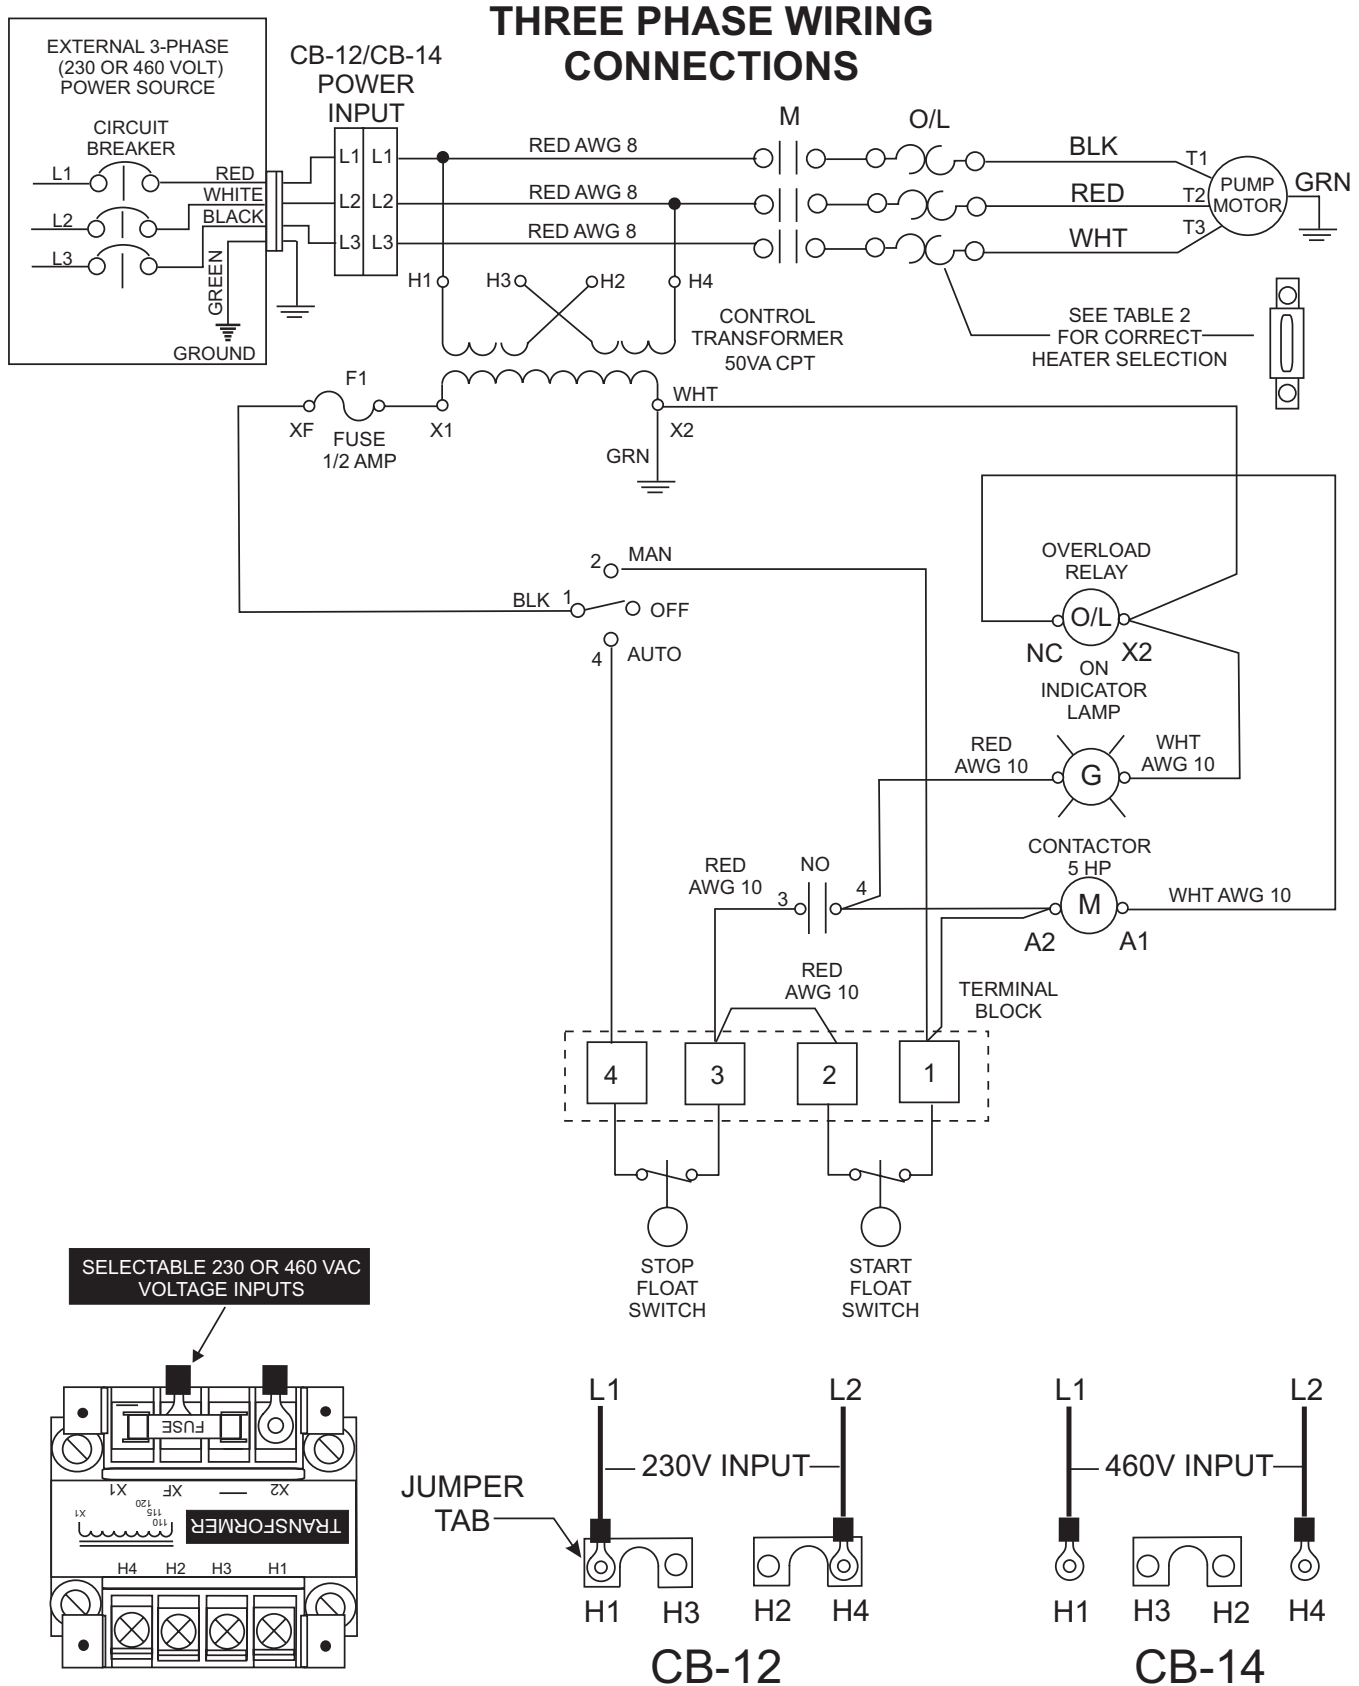 THREE PHASE WIRING
CONNECTIONS
EXTERNAL 3-PHASE
(230 OR 460 VOLT)
POWER SOURCE
CIRCUIT
BREAKER
L1
L2
L3
RED
WHITE
BLACK
GREEN
GROUND
CB-12/CB-14
POWER
INPUT
L1 L1
L2 L2
L3 L3
RED AWG 8
RED AWG 8
RED AWG 8
M
O/L
BLK
RED
WHT
T1
T2
T3
PUMP
MOTOR
GRN
H1
H3
H2
H4
CONTROL
TRANSFORMER
50VA CPT
SEE TABLE 2
FOR CORRECT
HEATER SELECTION
F1
XF
FUSE
1/2 AMP
X1
WHT
X2
GRN
2
MAN
BLK
1
OFF
4
AUTO
OVERLOAD
RELAY
O/L
NC
X2
ON
INDICATOR
LAMP
RED
AWG 10
G
WHT
AWG 10
CONTACTOR
5 HP
RED
AWG 10
NO
3
4
M
WHT AWG 10
A2
A1
RED
AWG 10
TERMINAL
BLOCK
4
3
2
1
STOP
FLOAT
SWITCH
START
FLOAT
SWITCH
SELECTABLE 230 OR 460 VAC
VOLTAGE INPUTS
FUSE
X1
XF
X2
X1
120
115
110
TRANSFORMER
H4
H2
H3
H1
JUMPER
TAB
L1
L2
230V INPUT
H1
H3
H2
H4
CB-12
L1
L2
460V INPUT
H1
H3
H2
H4
CB-14